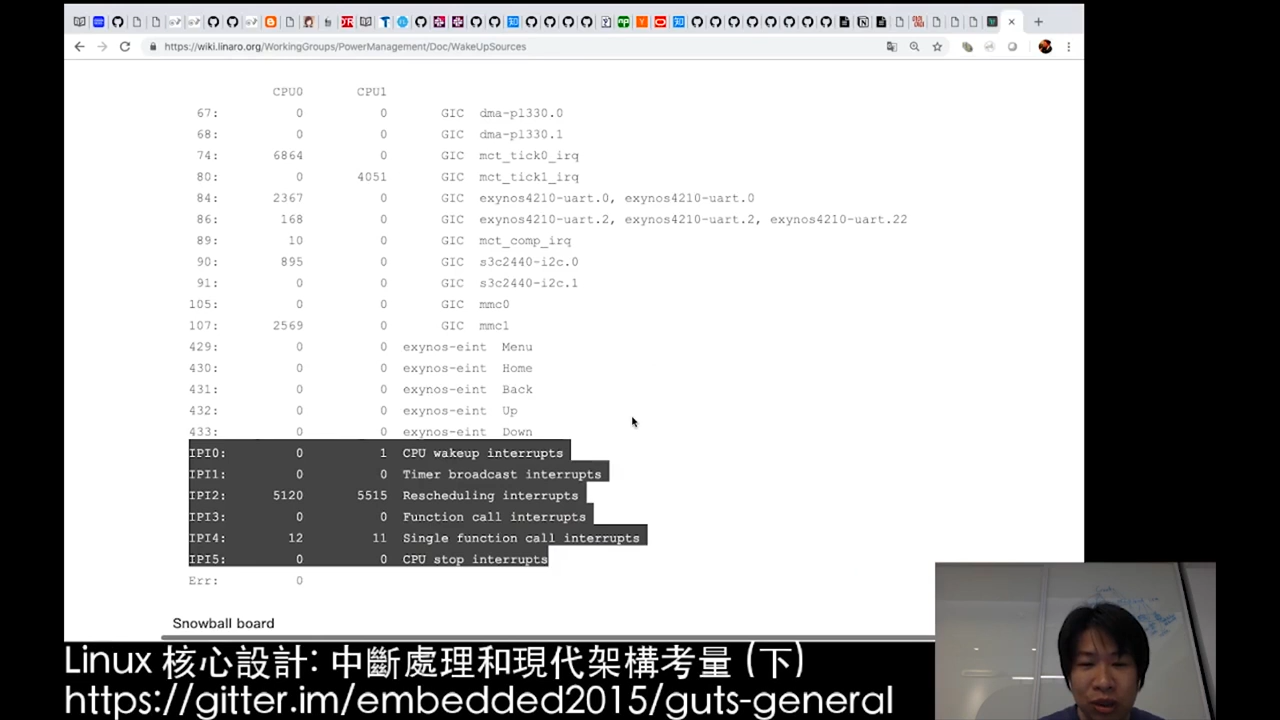 https://wiki.linaro.org/WorkingGroups/PowerManagement/Doc/WakeUpSources
CPU0 CPU1
67: 0 0 GIC dma-pl330.0
68: 0 0 GIC dma-pl330.1
74: 6864 0 GIC mct_tick0_irq
80: 0 4051 GIC mct_tick1_irq
84: 2367 0 GIC exynos4210-uart.0, exynos4210-uart.0
86: 168 0 GIC exynos4210-uart.2, exynos4210-uart.2, exynos4210-uart.22
89: 10 0 GIC mct_comp_irq
90: 895 0 GIC s3c2440-i2c.0
91: 0 0 GIC s3c2440-i2c.1
105: 0 0 GIC mmc0
107: 2569 0 GIC mmc1
429: 0 0 exynos-eint Menu
430: 0 0 exynos-eint Home
431: 0 0 exynos-eint Back
432: 0 0 exynos-eint Up
433: 0 0 exynos-eint Down
IPI0: 0 1 CPU wakeup interrupts
IPI1: 0 0 Timer broadcast interrupts
IPI2: 5120 5515 Rescheduling interrupts
IPI3: 0 0 Function call interrupts
IPI4: 12 11 Single function call interrupts
IPI5: 0 0 CPU stop interrupts
Err: 0
Snowball board
Linux 核心設計: 中斷處理和現代架構考量 (下)
https://gitter.im/embedded2015/guts-general